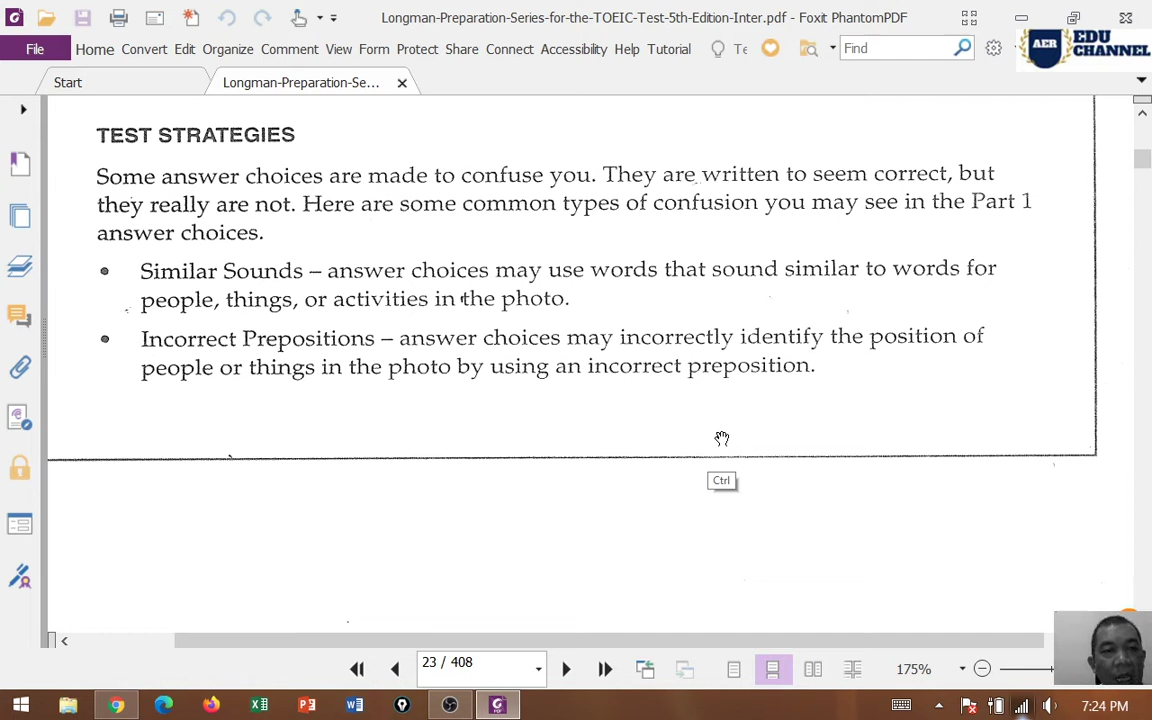 Longman-Preparation-Series-for-the-TOEIC-Test-5th-Edition-Inter.pdf - Foxit PhantomPDF
File Home Convert Edit Organize Comment View Form Protect Share Connect Accessibility Help Tutorial Te Find
AER EDU
CHANNEL
Start Longman-Preparation-Se...
TEST STRATEGIES
Some answer choices are made to confuse you. They are written to seem correct, but
they really are not. Here are some common types of confusion you may see in the Part 1
answer choices.
• Similar Sounds – answer choices may use words that sound similar to words for
people, things, or activities in the photo.
• Incorrect Prepositions – answer choices may incorrectly identify the position of
people or things in the photo by using an incorrect preposition.
Ctrl
23 / 408
175%
7:24 PM